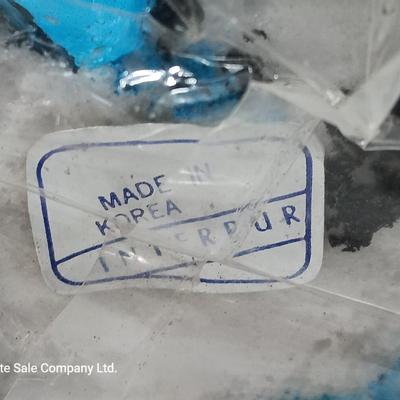 MADE IN
KOREA
INTERPUR
te Sale Company Ltd.